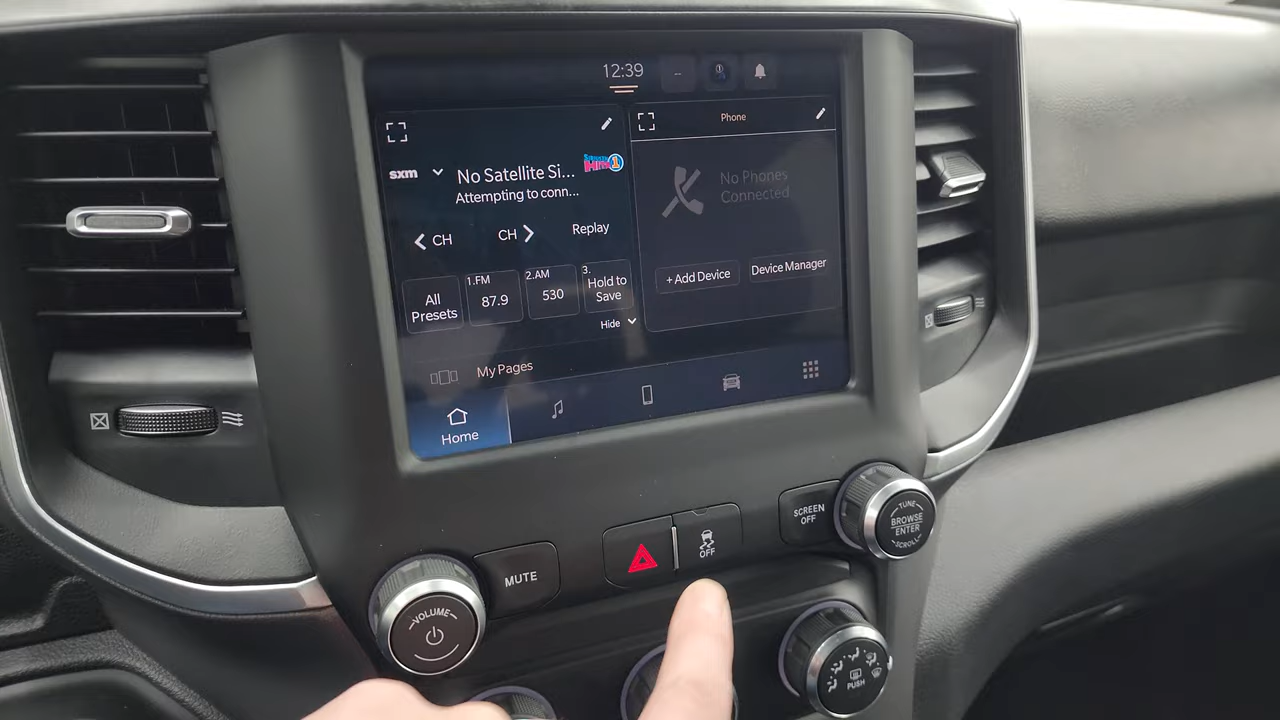 12:39
--
Phone
sxm
No Satellite Si...
Attempting to conn...
1
No Phones
Connected
CH
CH
Replay
+ Add Device
Device Manager
All
Presets
1.FM
87.9
2.AM
530
3.
Hold to
Save
Hide
My Pages
Home
SCREEN
OFF
TUNE
BROWSE
ENTER
SCROLL
MUTE
OFF
VOLUME
PUSH